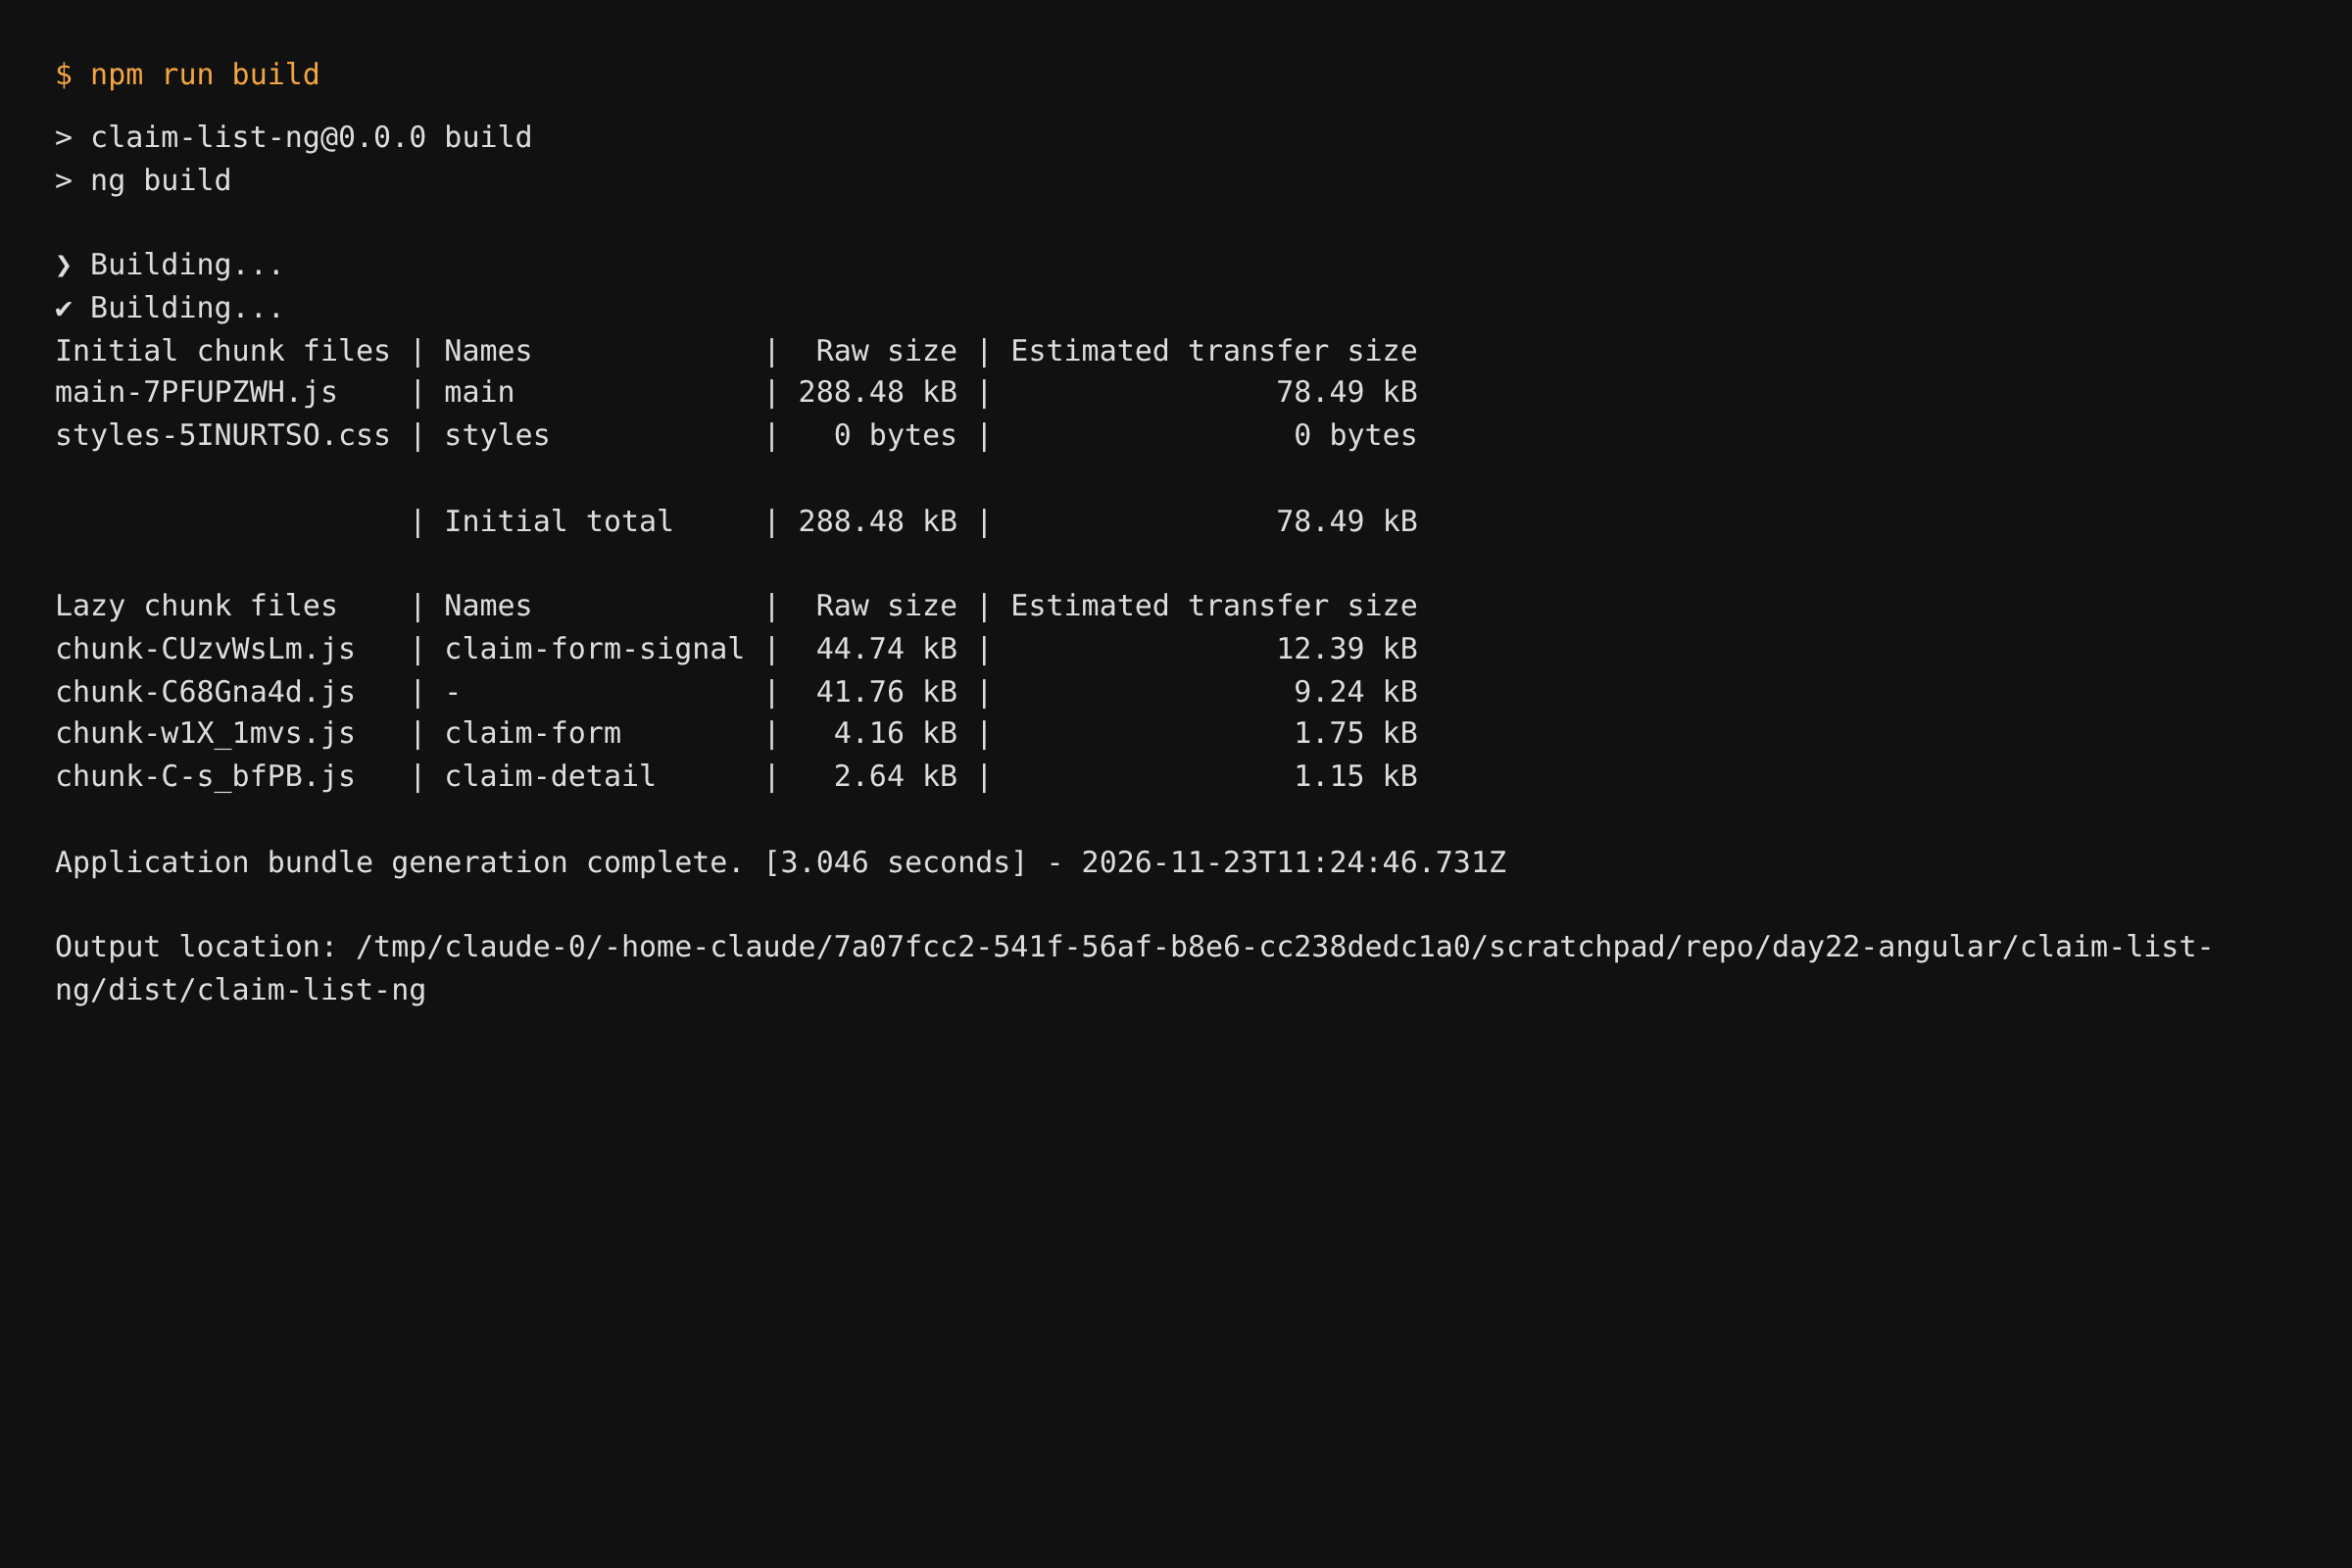 $ npm run build
> claim-list-ng@0.0.0 build
> ng build
❯ Building...
✔ Building...
Initial chunk files | Names             |  Raw size | Estimated transfer size
main-7PFUPZWH.js    | main              | 288.48 kB |                78.49 kB
styles-5INURTSO.css | styles            |   0 bytes |                 0 bytes
                    | Initial total     | 288.48 kB |                78.49 kB
Lazy chunk files    | Names             |  Raw size | Estimated transfer size
chunk-CUzvWsLm.js   | claim-form-signal |  44.74 kB |                12.39 kB
chunk-C68Gna4d.js   | -                 |  41.76 kB |                 9.24 kB
chunk-w1X_1mvs.js   | claim-form        |   4.16 kB |                 1.75 kB
chunk-C-s_bfPB.js   | claim-detail      |   2.64 kB |                 1.15 kB
Application bundle generation complete. [3.046 seconds] - 2026-11-23T11:24:46.731Z
Output location: /tmp/claude-0/-home-claude/7a07fcc2-541f-56af-b8e6-cc238dedc1a0/scratchpad/repo/day22-angular/claim-list-
ng/dist/claim-list-ng